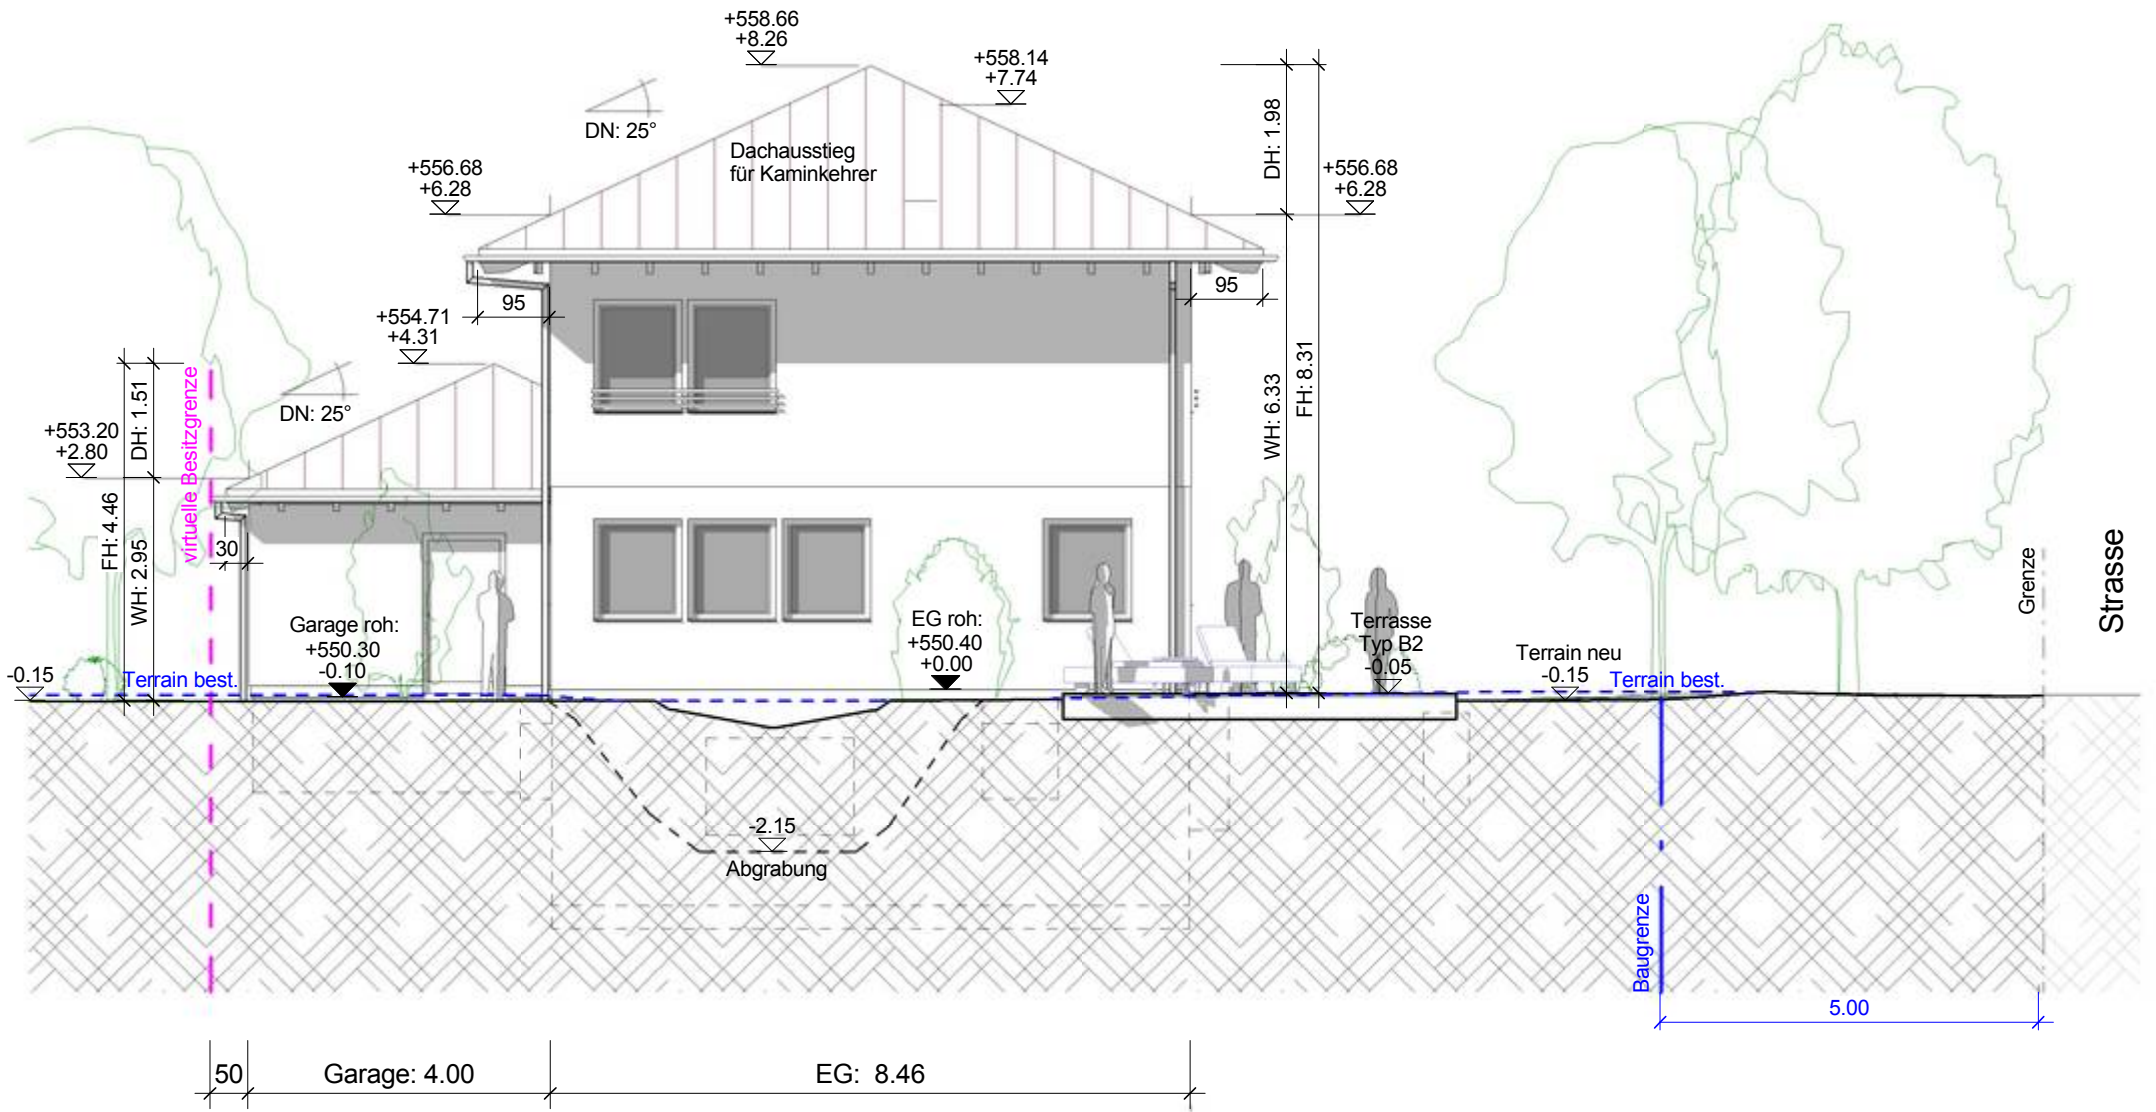 +558.66
+8.26
+558.14
+7.74
DN: 25°
Dachausstieg
für Kaminkehrer
DH: 1.98
+556.68
+6.28
+556.68
+6.28
95
95
+554.71
+4.31
FH: 8.31
WH: 6.33
DH: 1.51
virtuelle Besitzgrenze
DN: 25°
+553.20
+2.80
FH: 4.46
WH: 2.95
30
Garage roh:
+550.30
-0.10
EG roh:
+550.40
+0.00
Terrasse
Typ B2
-0.05
Terrain neu
-0.15
Grenze
Strasse
-0.15
Terrain best.
Terrain best.
-2.15
Abgrabung
Baugrenze
5.00
50
Garage: 4.00
EG: 8.46